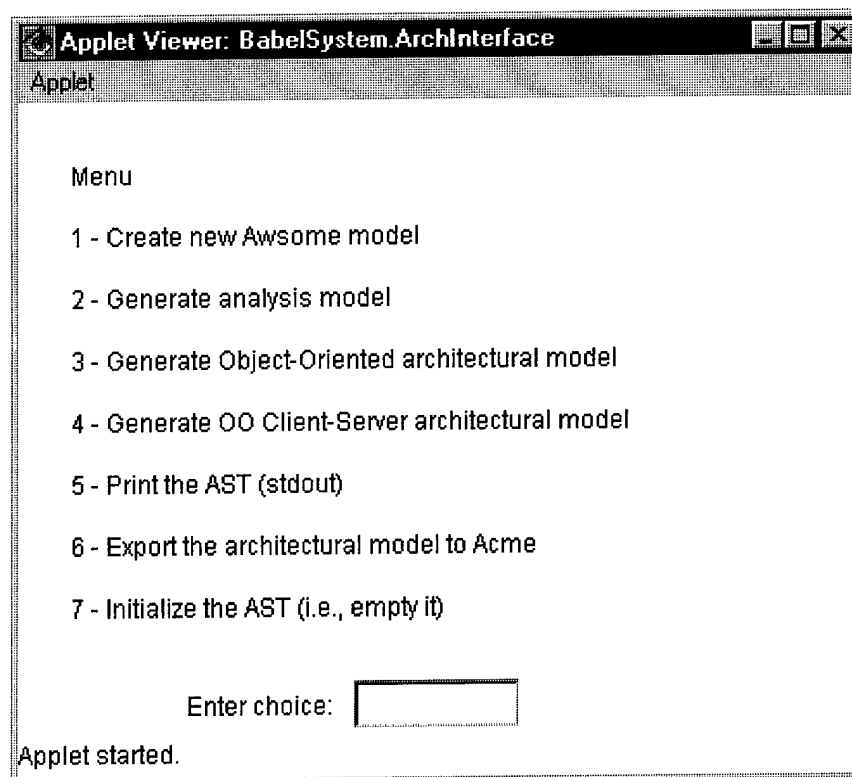 Applet Viewer: BabelSystem.ArchInterface
Applet
Menu
1 - Create new Awsome model
2 - Generate analysis model
3 - Generate Object-Oriented architectural model
4 - Generate OO Client-Server architectural model
5 - Print the AST (stdout)
6 - Export the architectural model to Acme
7 - Initialize the AST (i.e., empty it)
Enter choice:
Applet started.